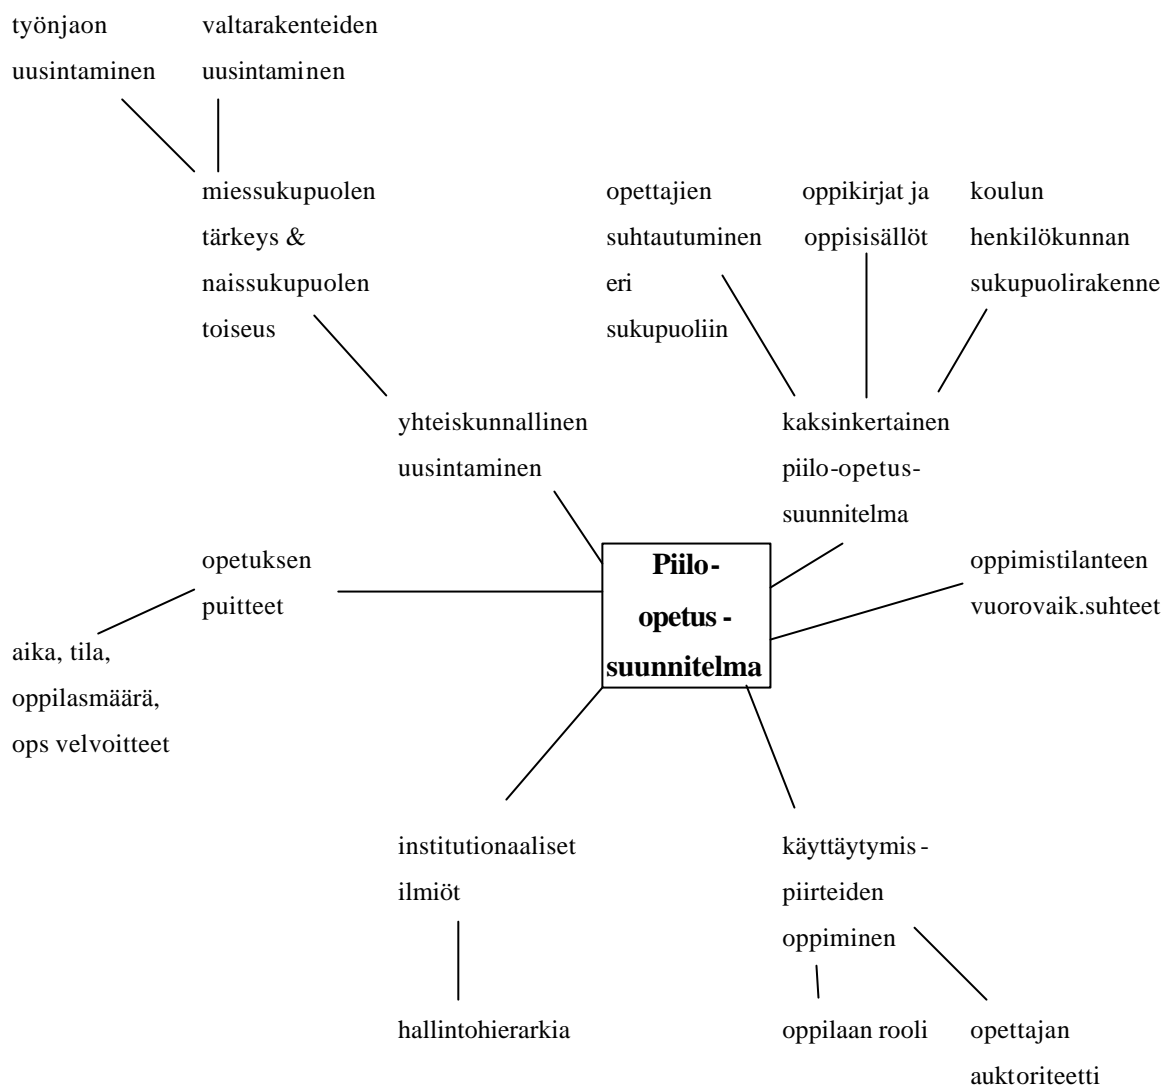 työnjaon
uusintaminen
valtarakenteiden
uusintaminen
miessukupuolen
tärkeys &
naissukupuolen
toiseus
opettajien
suhtautuminen
eri
sukupuoliin
oppikirjat ja
oppisisällöt
koulun
henkilökunnan
sukupuolirakenne
yhteiskunnallinen
uusintaminen
kaksinkertainen
piilo-opetus-
suunnitelma
opetuksen
puitteet
Piilo-
opetus -
suunnitelma
oppimistilanteen
vuorovaik.suhteet
aika, tila,
oppilasmäärä,
ops velvoitteet
institutionaaliset
ilmiöt
käyttäytymis -
piirteiden
oppiminen
hallintohierarkia
oppilaan rooli
opettajan
auktoriteetti